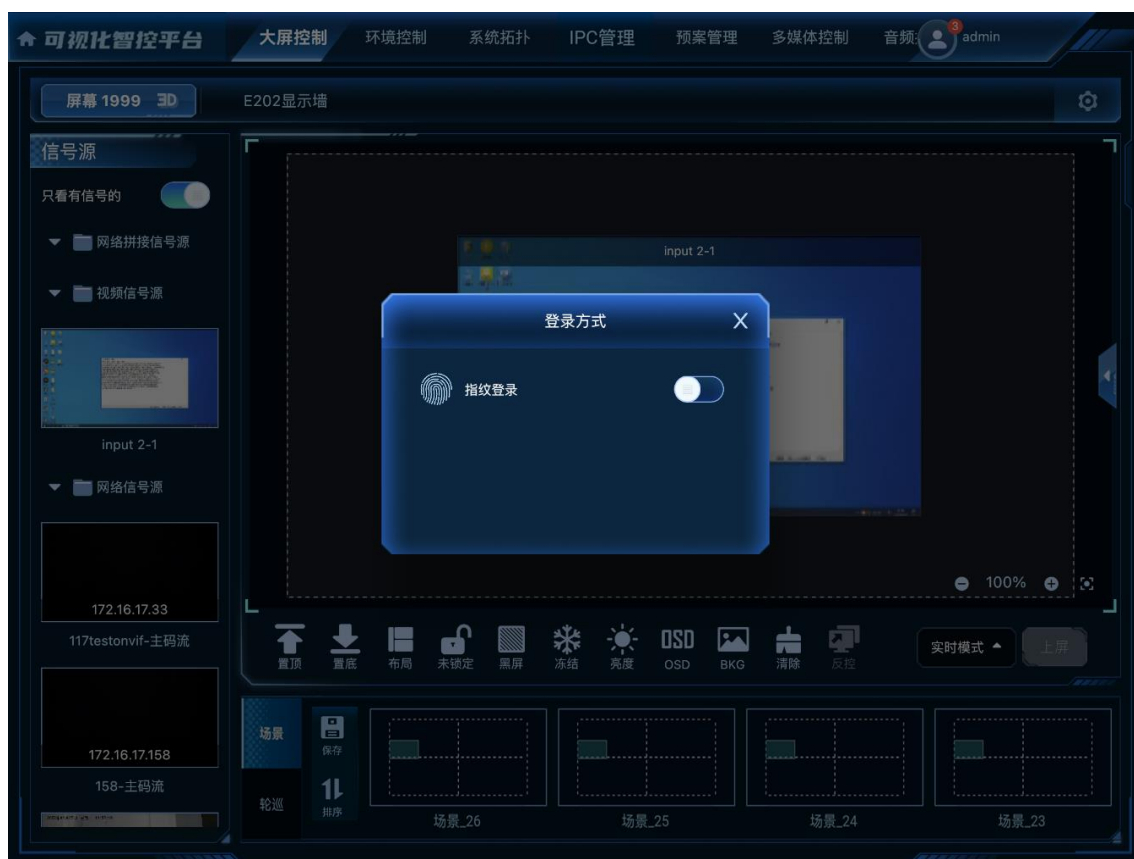 可视化智控平台
大屏控制
环境控制
系统拓扑
IPC管理
预案管理
多媒体控制
音频
3
admin
屏幕 1999 3D
E202显示墙
信号源
只看有信号的
网络拼接信号源
视频信号源
input 2-1
网络信号源
172.16.17.33
117testonvif-主码流
172.16.17.158
158-主码流
input 2-1
登录方式 X
指纹登录
100%
置顶
置底
布局
未锁定
黑屏
冻结
亮度
OSD
OSD
BKG
清除
反控
实时模式
上屏
场景
轮巡
保存
排序
场景_26
场景_25
场景_24
场景_23